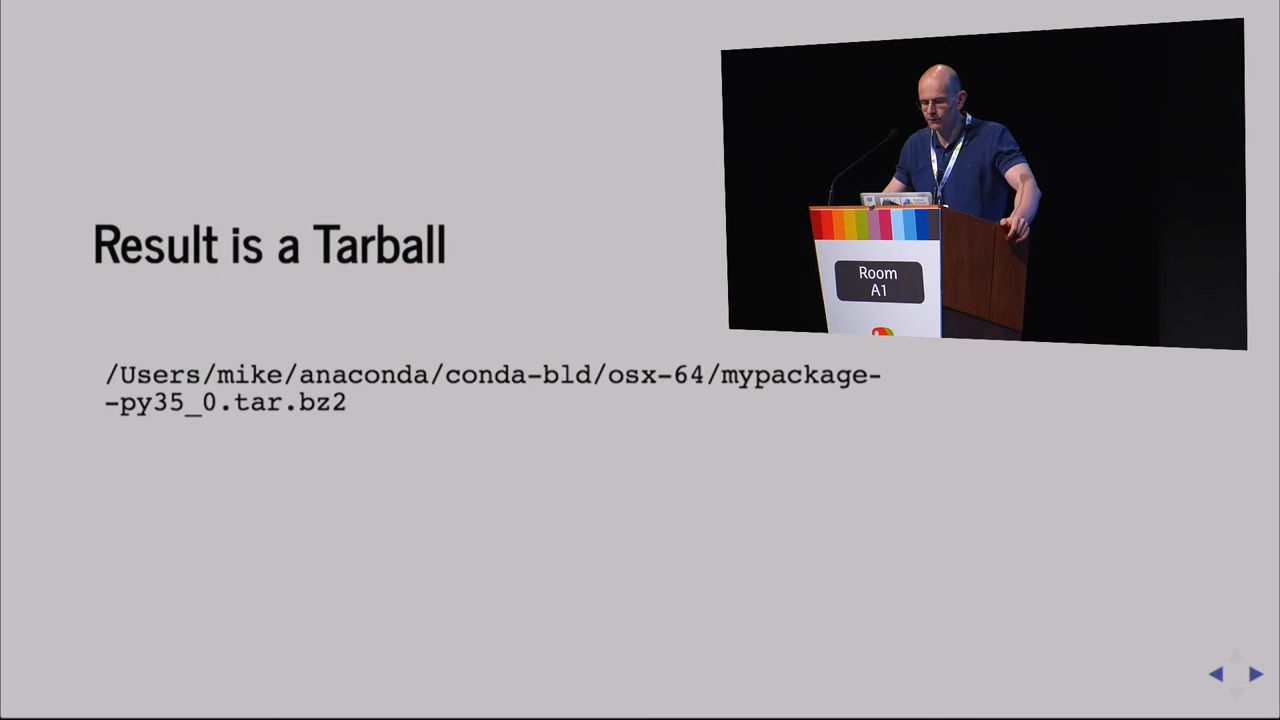 Result is a Tarball
/Users/mike/anaconda/conda-bld/osx-64/mypackage-
-py35_0.tar.bz2
Room
A1